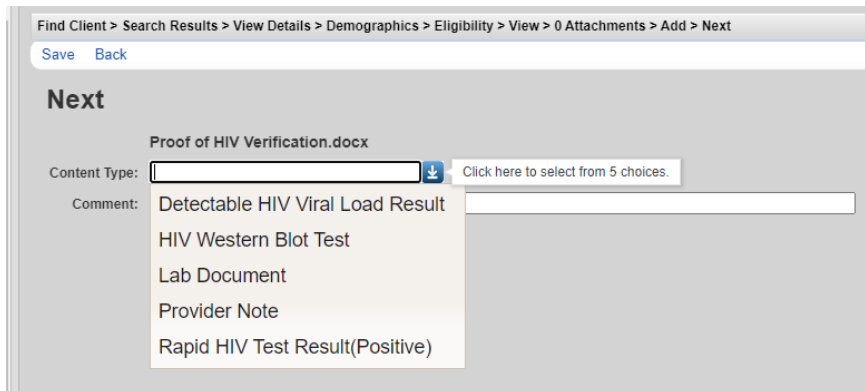 Find Client > Search Results > View Details > Demographics > Eligibility > View > 0 Attachments > Add > Next
Save Back
Next
Proof of HIV Verification.docx
Content Type: Click here to select from 5 choices.
Comment:
Detectable HIV Viral Load Result
HIV Western Blot Test
Lab Document
Provider Note
Rapid HIV Test Result(Positive)